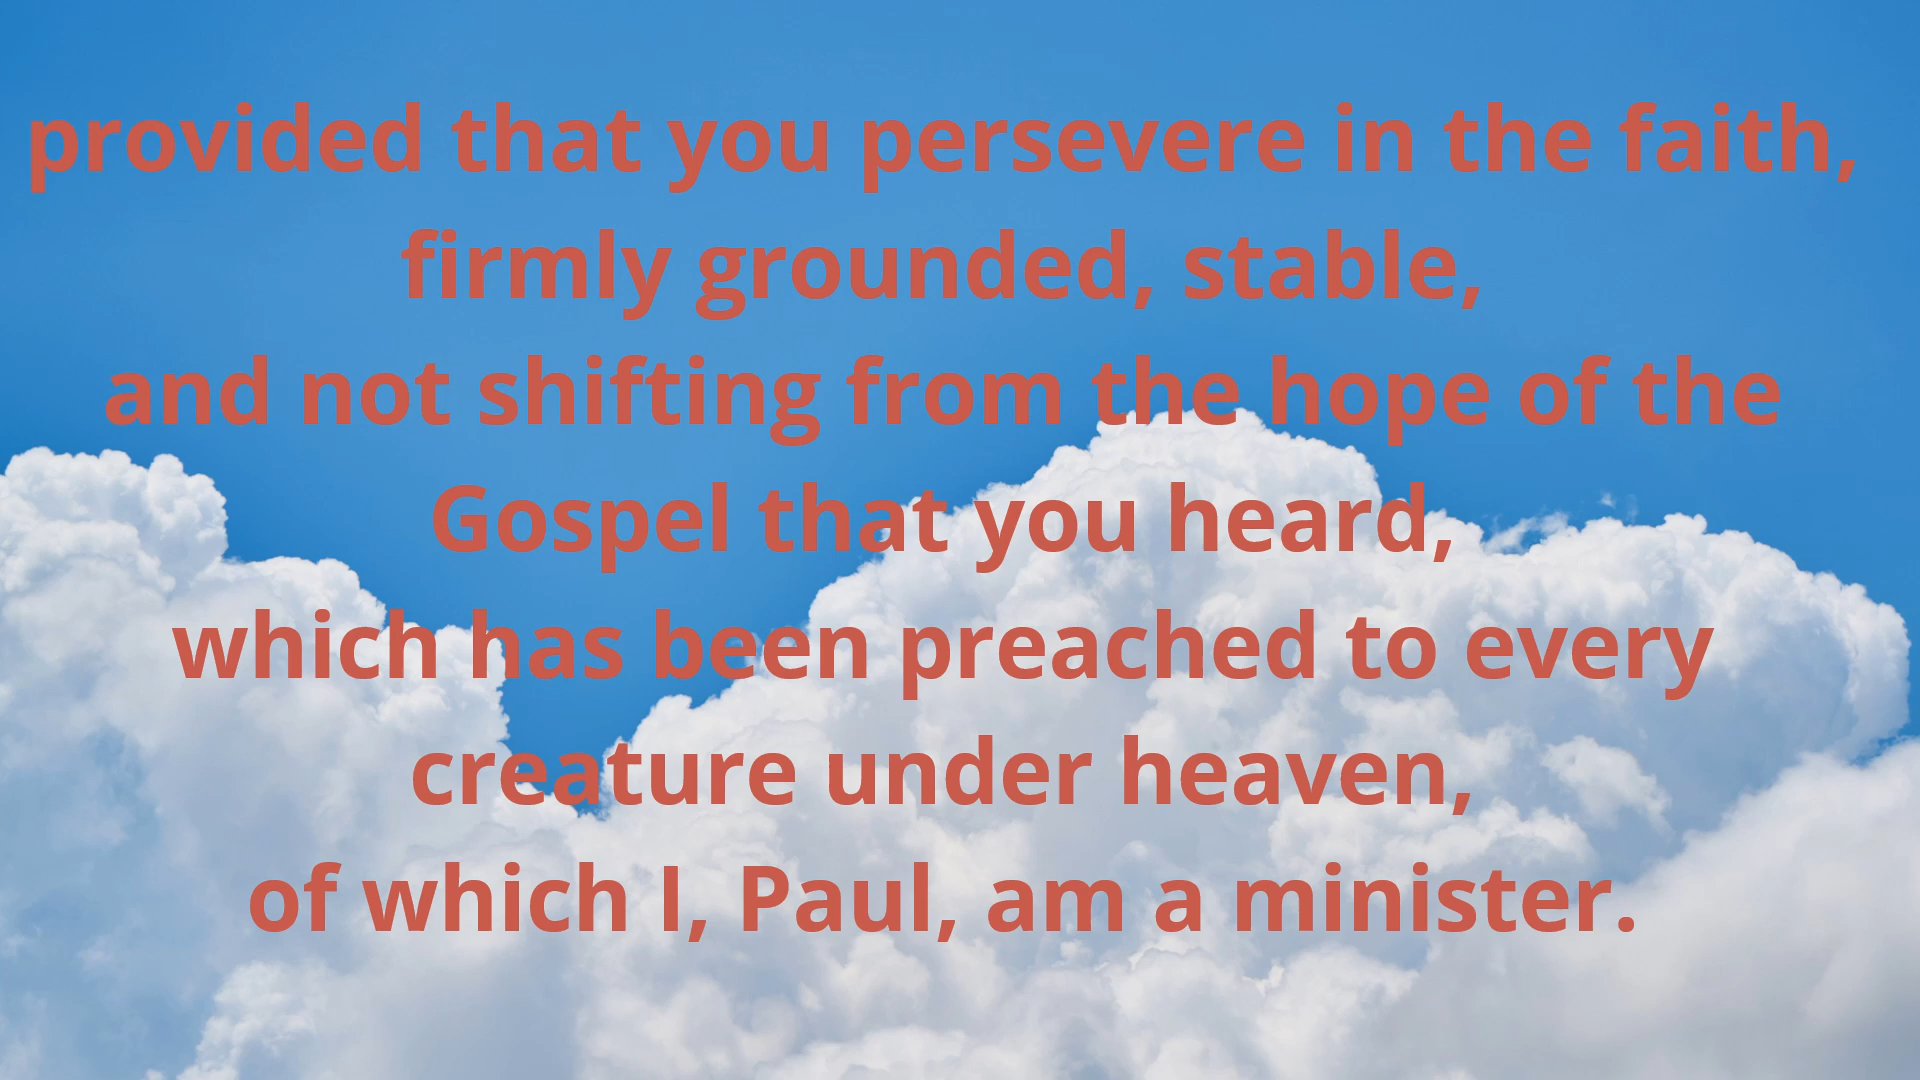 provided that you persevere in the faith,
firmly grounded, stable,
and not shifting from the hope of the
Gospel that you heard,
which has been preached to every
creature under heaven,
of which I, Paul, am a minister.